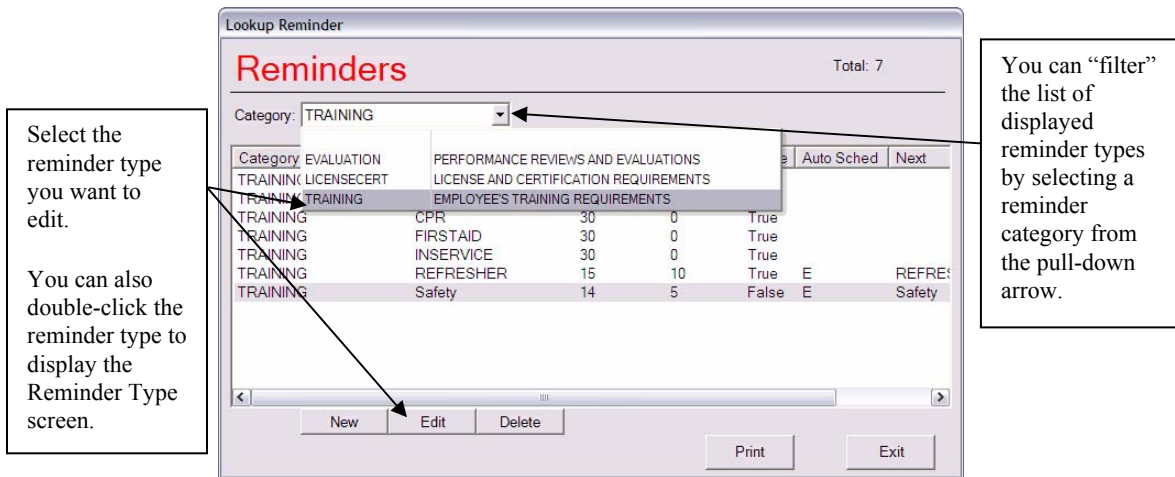 Lookup Reminder
Reminders
Total: 7
Category: TRAINING
Category
Auto Sched
Next
EVALUATION PERFORMANCE REVIEWS AND EVALUATIONS
LICENSECERT LICENSE AND CERTIFICATION REQUIREMENTS
TRAINING EMPLOYEE'S TRAINING REQUIREMENTS
TRAINING CPR 30 0 True
TRAINING FIRSTAID 30 0 True
TRAINING INSERVICE 30 0 True
TRAINING REFRESHER 15 10 True E REFRES
TRAINING Safety 14 5 False E Safety
New Edit Delete
Print Exit
Select the
reminder type
you want to
edit.
You can also
double-click the
reminder type to
display the
Reminder Type
screen.
You can “filter”
the list of
displayed
reminder types
by selecting a
reminder
category from
the pull-down
arrow.